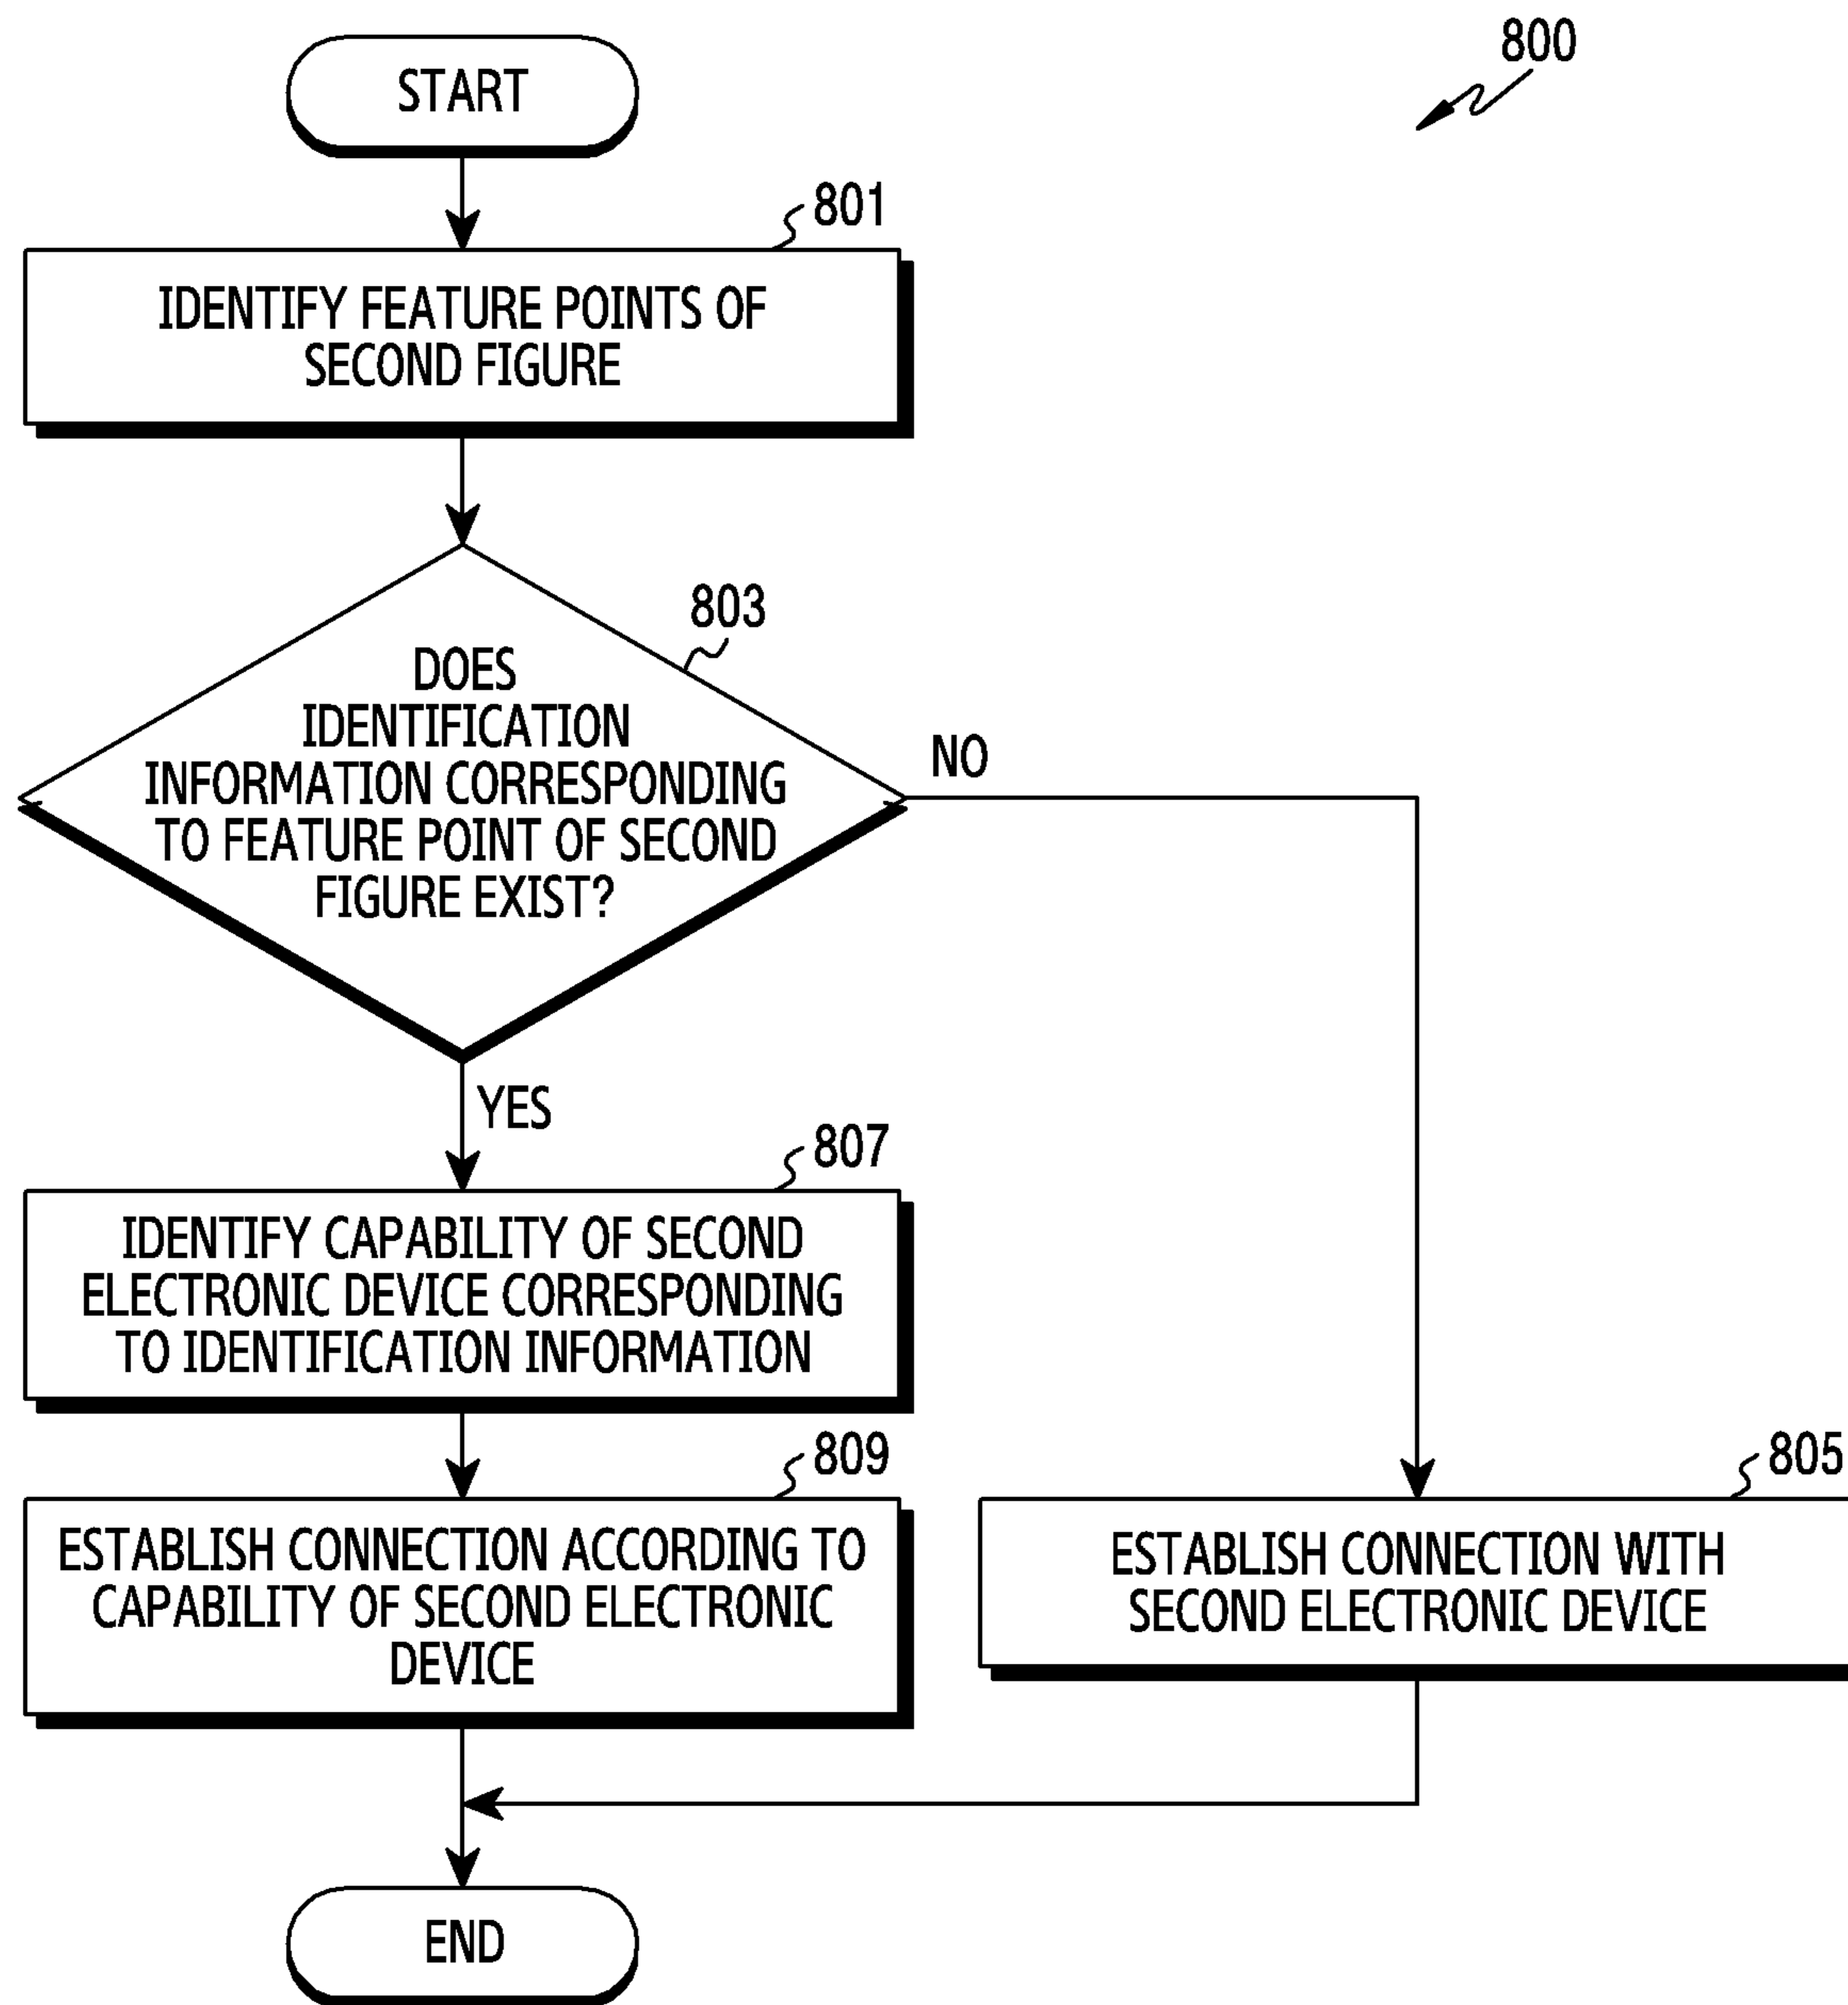 800
START
801
IDENTIFY FEATURE POINTS OF
SECOND FIGURE
803
DOES
IDENTIFICATION
INFORMATION CORRESPONDING
TO FEATURE POINT OF SECOND
FIGURE EXIST?
NO
YES
807
IDENTIFY CAPABILITY OF SECOND
ELECTRONIC DEVICE CORRESPONDING
TO IDENTIFICATION INFORMATION
809
ESTABLISH CONNECTION ACCORDING TO
CAPABILITY OF SECOND ELECTRONIC
DEVICE
805
ESTABLISH CONNECTION WITH
SECOND ELECTRONIC DEVICE
END